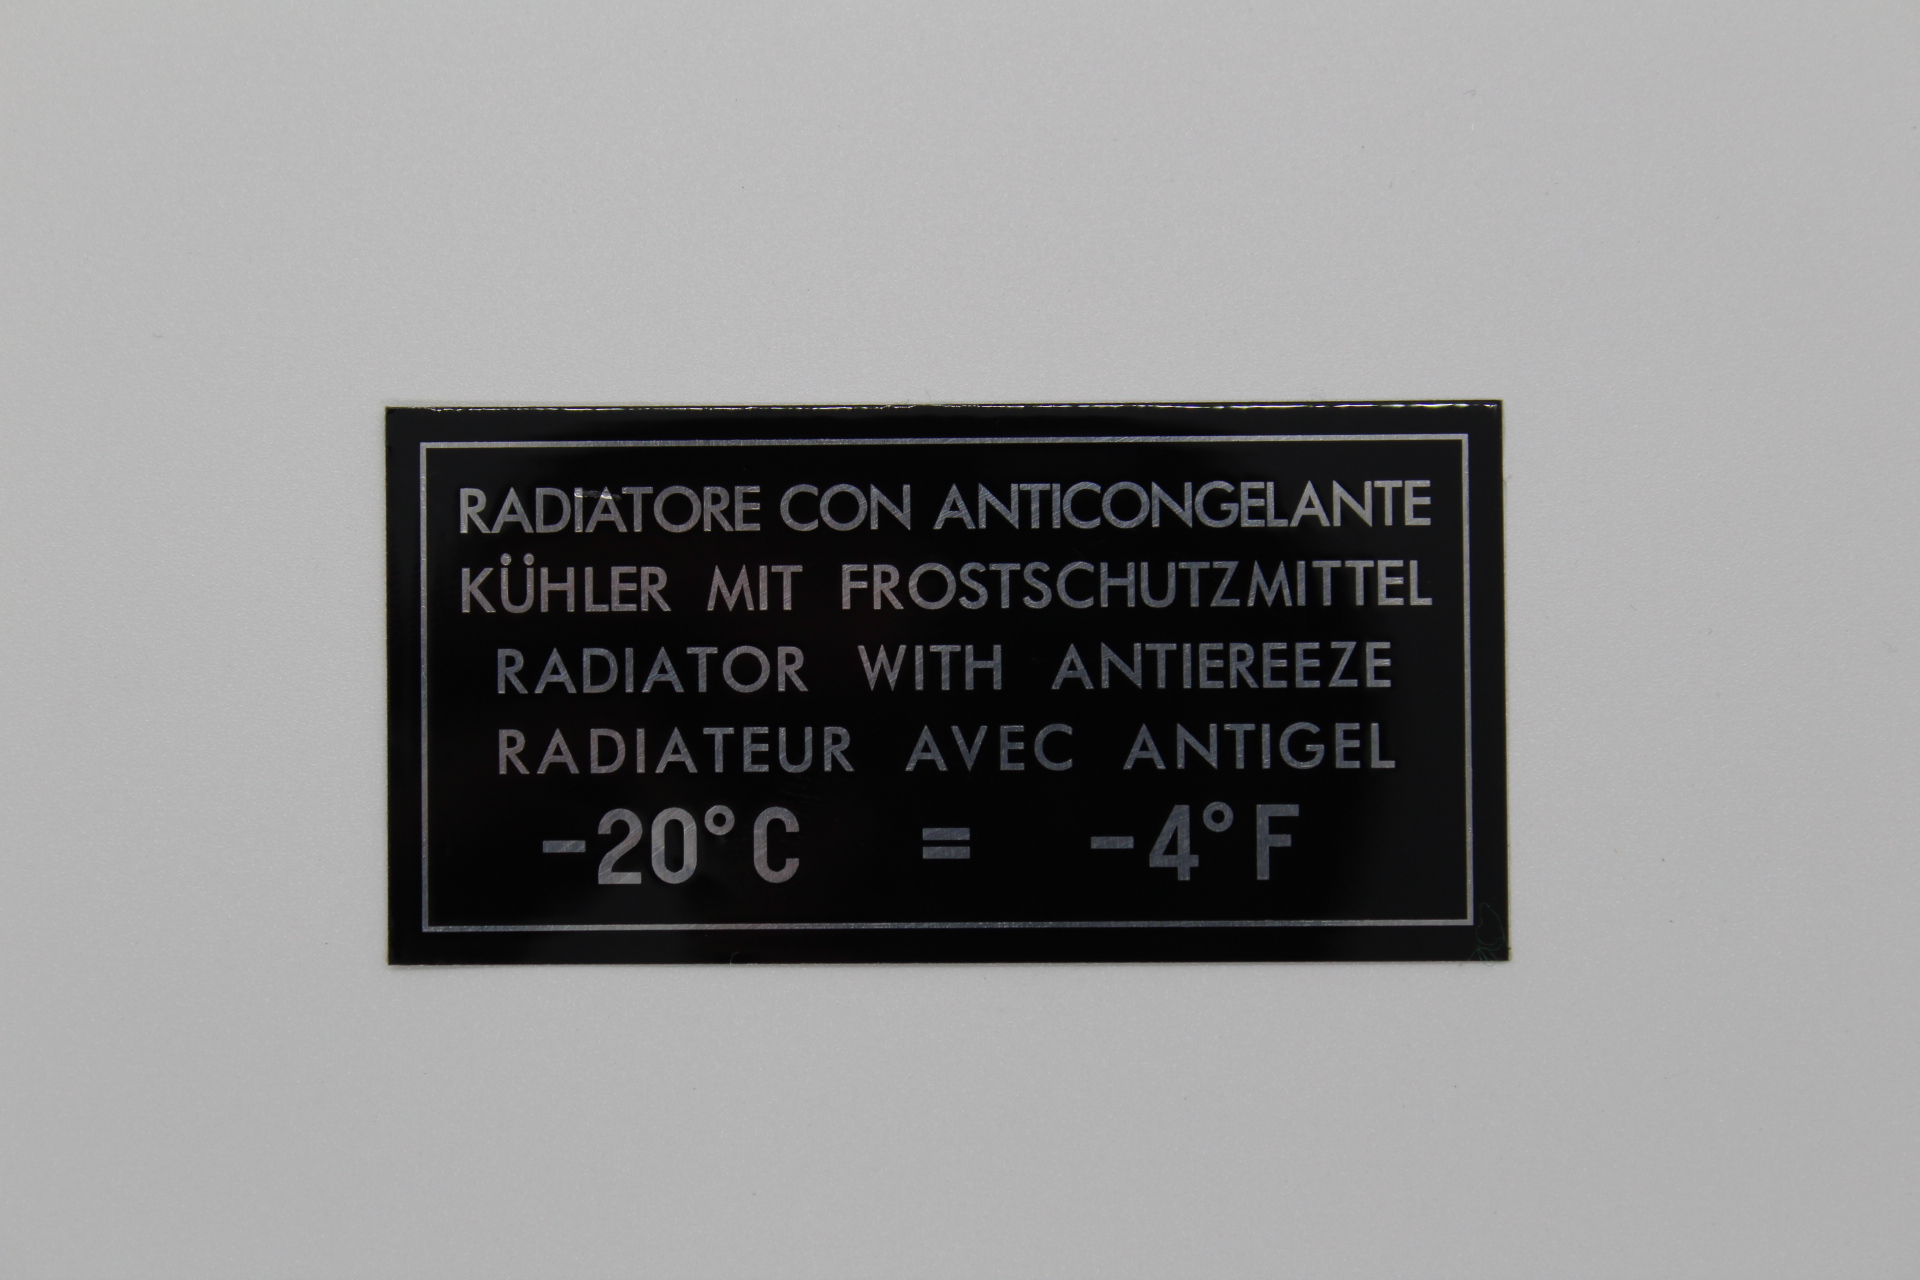 RADIATORE CON ANTICONGELANTE
KÜHLER MIT FROSTSCHUTZMITTEL
RADIATOR WITH ANTIEREEZE
RADIATEUR AVEC ANTIGEL
-20° C = -4° F